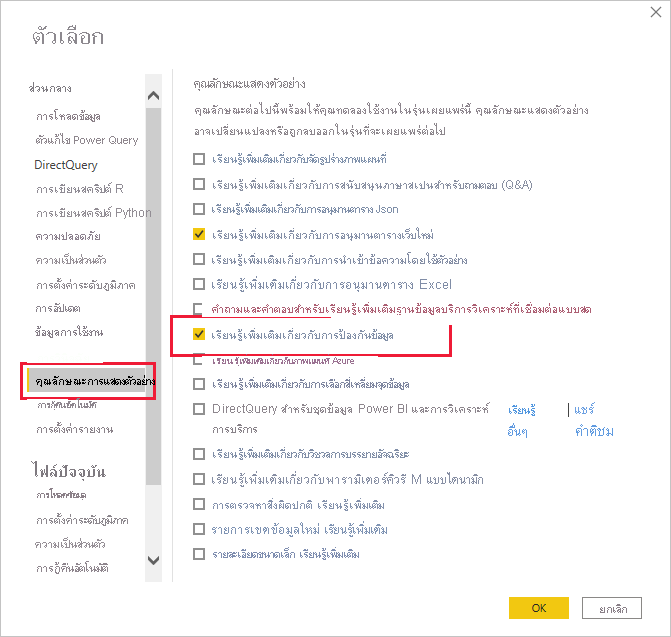 ตัวเลือก
ส่วนกลาง
การโหลดข้อมูล
ตัวแก้ไข Power Query
DirectQuery
การเขียนสคริปต์ R
การเขียนสคริปต์ Python
ความปลอดภัย
ความเป็นส่วนตัว
การตั้งค่าระดับภูมิภาค
การอัปเดต
ข้อมูลการใช้งาน
คุณลักษณะการแสดงตัวอย่าง
การกู้คืนอัตโนมัติ
การตั้งค่ารายงาน
ไฟล์ปัจจุบัน
การโหลดข้อมูล
การตั้งค่าระดับภูมิภาค
ความเป็นส่วนตัว
การกู้คืนอัตโนมัติ
คุณลักษณะแสดงตัวอย่าง
คุณลักษณะต่อไปนี้พร้อมให้คุณทดลองใช้งานในรุ่นเผยแพร่นี้ คุณลักษณะแสดงตัวอย่าง
อาจเปลี่ยนแปลงหรือถูกลบออกในรุ่นที่จะเผยแพร่ต่อไป
เรียนรู้เพิ่มเติมเกี่ยวกับจัดรูปร่างภาพแผนที่
เรียนรู้เพิ่มเติมเกี่ยวกับการสนับสนุนภาษาสเปนสำหรับถามตอบ (Q&A)
เรียนรู้เพิ่มเติมเกี่ยวกับการอนุมานตาราง Json
เรียนรู้เพิ่มเติมเกี่ยวกับการอนุมานตารางเว็บใหม่
เรียนรู้เพิ่มเติมเกี่ยวกับการนำเข้าข้อความโดยใช้ตัวอย่าง
เรียนรู้เพิ่มเติมเกี่ยวกับการอนุมานตาราง Excel
คำถามและคำตอบสำหรับเรียนรู้เพิ่มเติมฐานข้อมูลบริการวิเคราะห์ที่เชื่อมต่อแบบสด
เรียนรู้เพิ่มเติมเกี่ยวกับการป้องกันข้อมูล
เรียนรู้เพิ่มเติมเกี่ยวกับภาพแผนที่ Azure
เรียนรู้เพิ่มเติมเกี่ยวกับการเลือกสี่เหลี่ยมจุดข้อมูล
DirectQuery สำหรับชุดข้อมูล Power BI และการวิเคราะห์ เรียนรู้ | แชร์
การบริการ อื่นๆ คำติชม
เรียนรู้เพิ่มเติมเกี่ยวกับวิชวลการบรรยายอัจฉริยะ
เรียนรู้เพิ่มเติมเกี่ยวกับพารามิเตอร์คิวรี M แบบไดนามิก
การตรวจหาสิ่งผิดปกติ เรียนรู้เพิ่มเติม
รายการเขตข้อมูลใหม่ เรียนรู้เพิ่มเติม
รายละเอียดขนาดเล็ก เรียนรู้เพิ่มเติม
OK
ยกเลิก